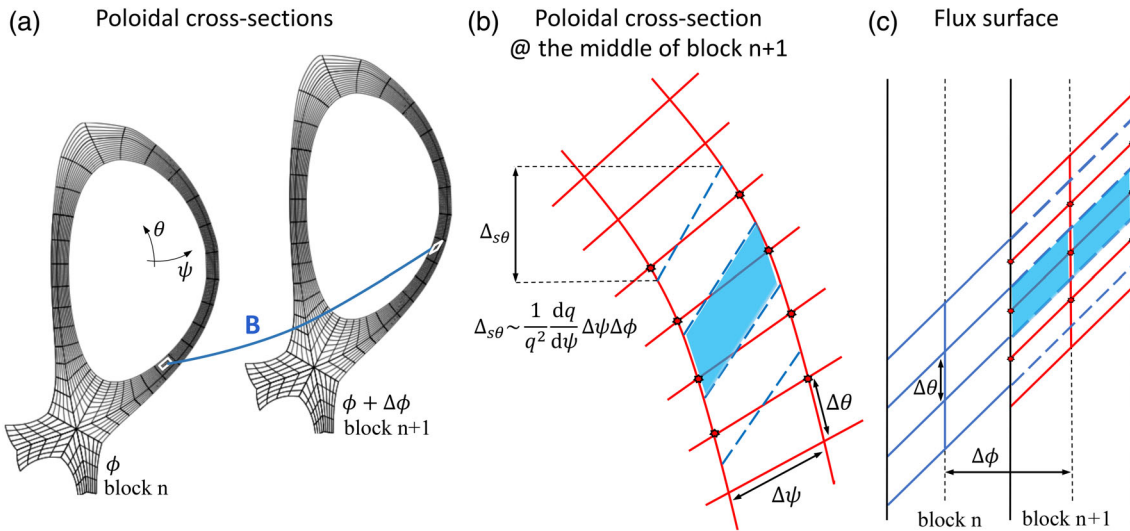 (a)
Poloidal cross-sections
θ
ψ
B
ϕ
block n
ϕ + Δϕ
block n+1
(b)
Poloidal cross-section
@ the middle of block n+1
Δ_{sθ}
Δ_{sθ}~ 1/q² dq/dψ ΔψΔϕ
Δθ
Δψ
(c)
Flux surface
Δθ
Δϕ
block n
block n+1